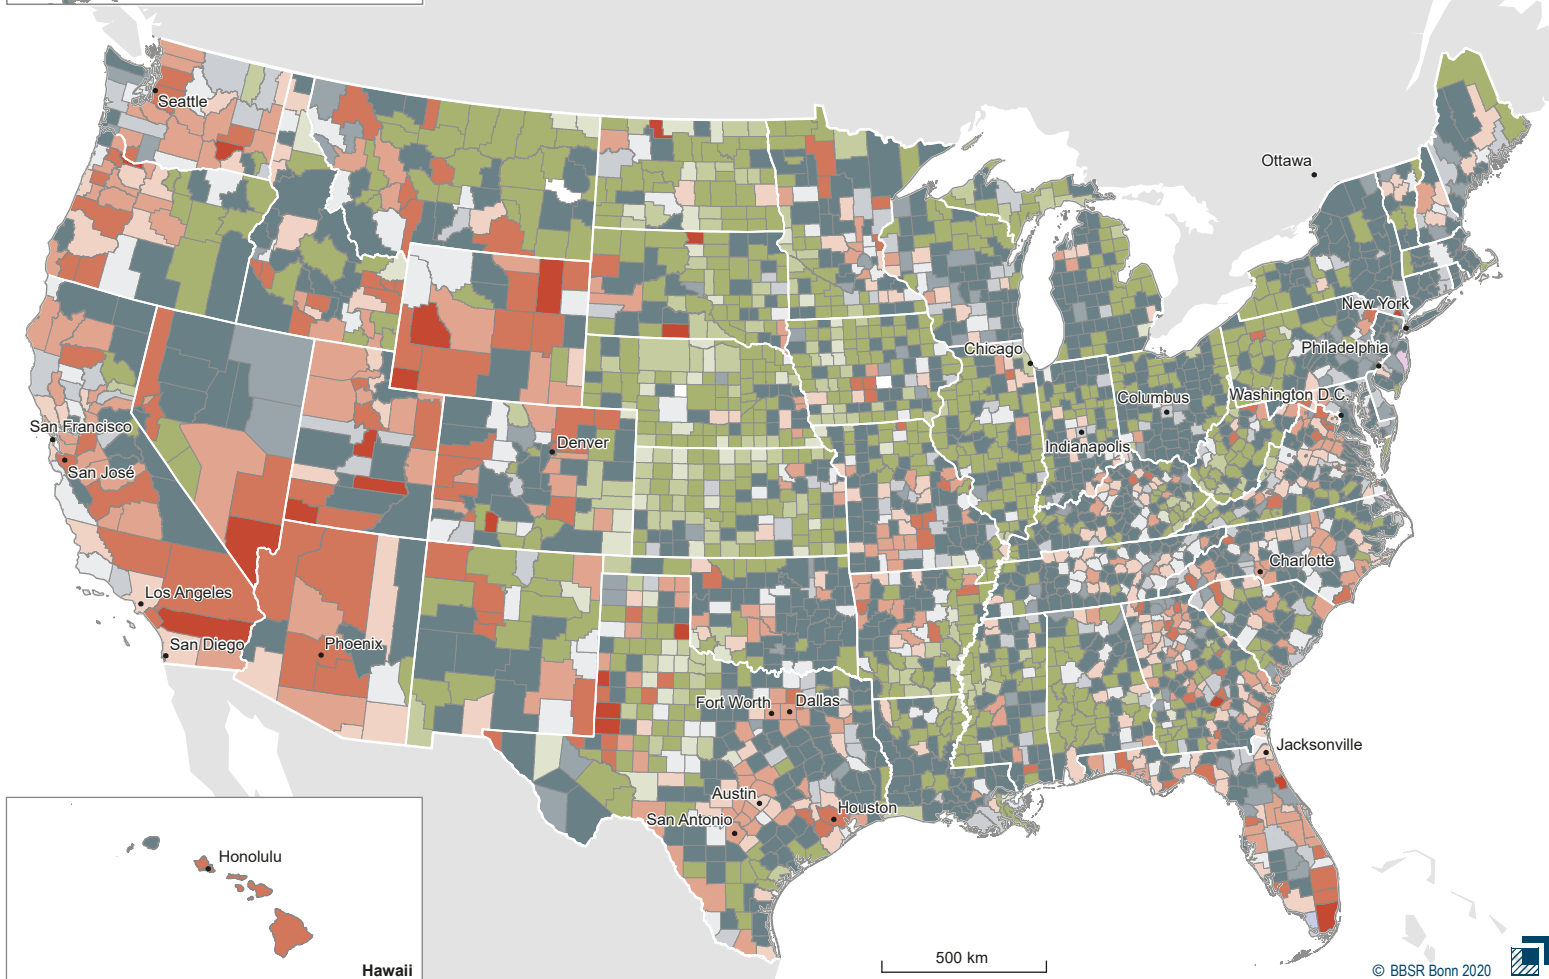 Ottawa
Seattle
New York
Chicago
Philadelphia
Columbus
Washington D.C.
San Francisco
Denver
Indianapolis
San José
Charlotte
Los Angeles
San Diego
Phoenix
Fort Worth
Dallas
Jacksonville
Austin
Houston
San Antonio
Honolulu
500 km
Hawaii
© BBSR Bonn 2020